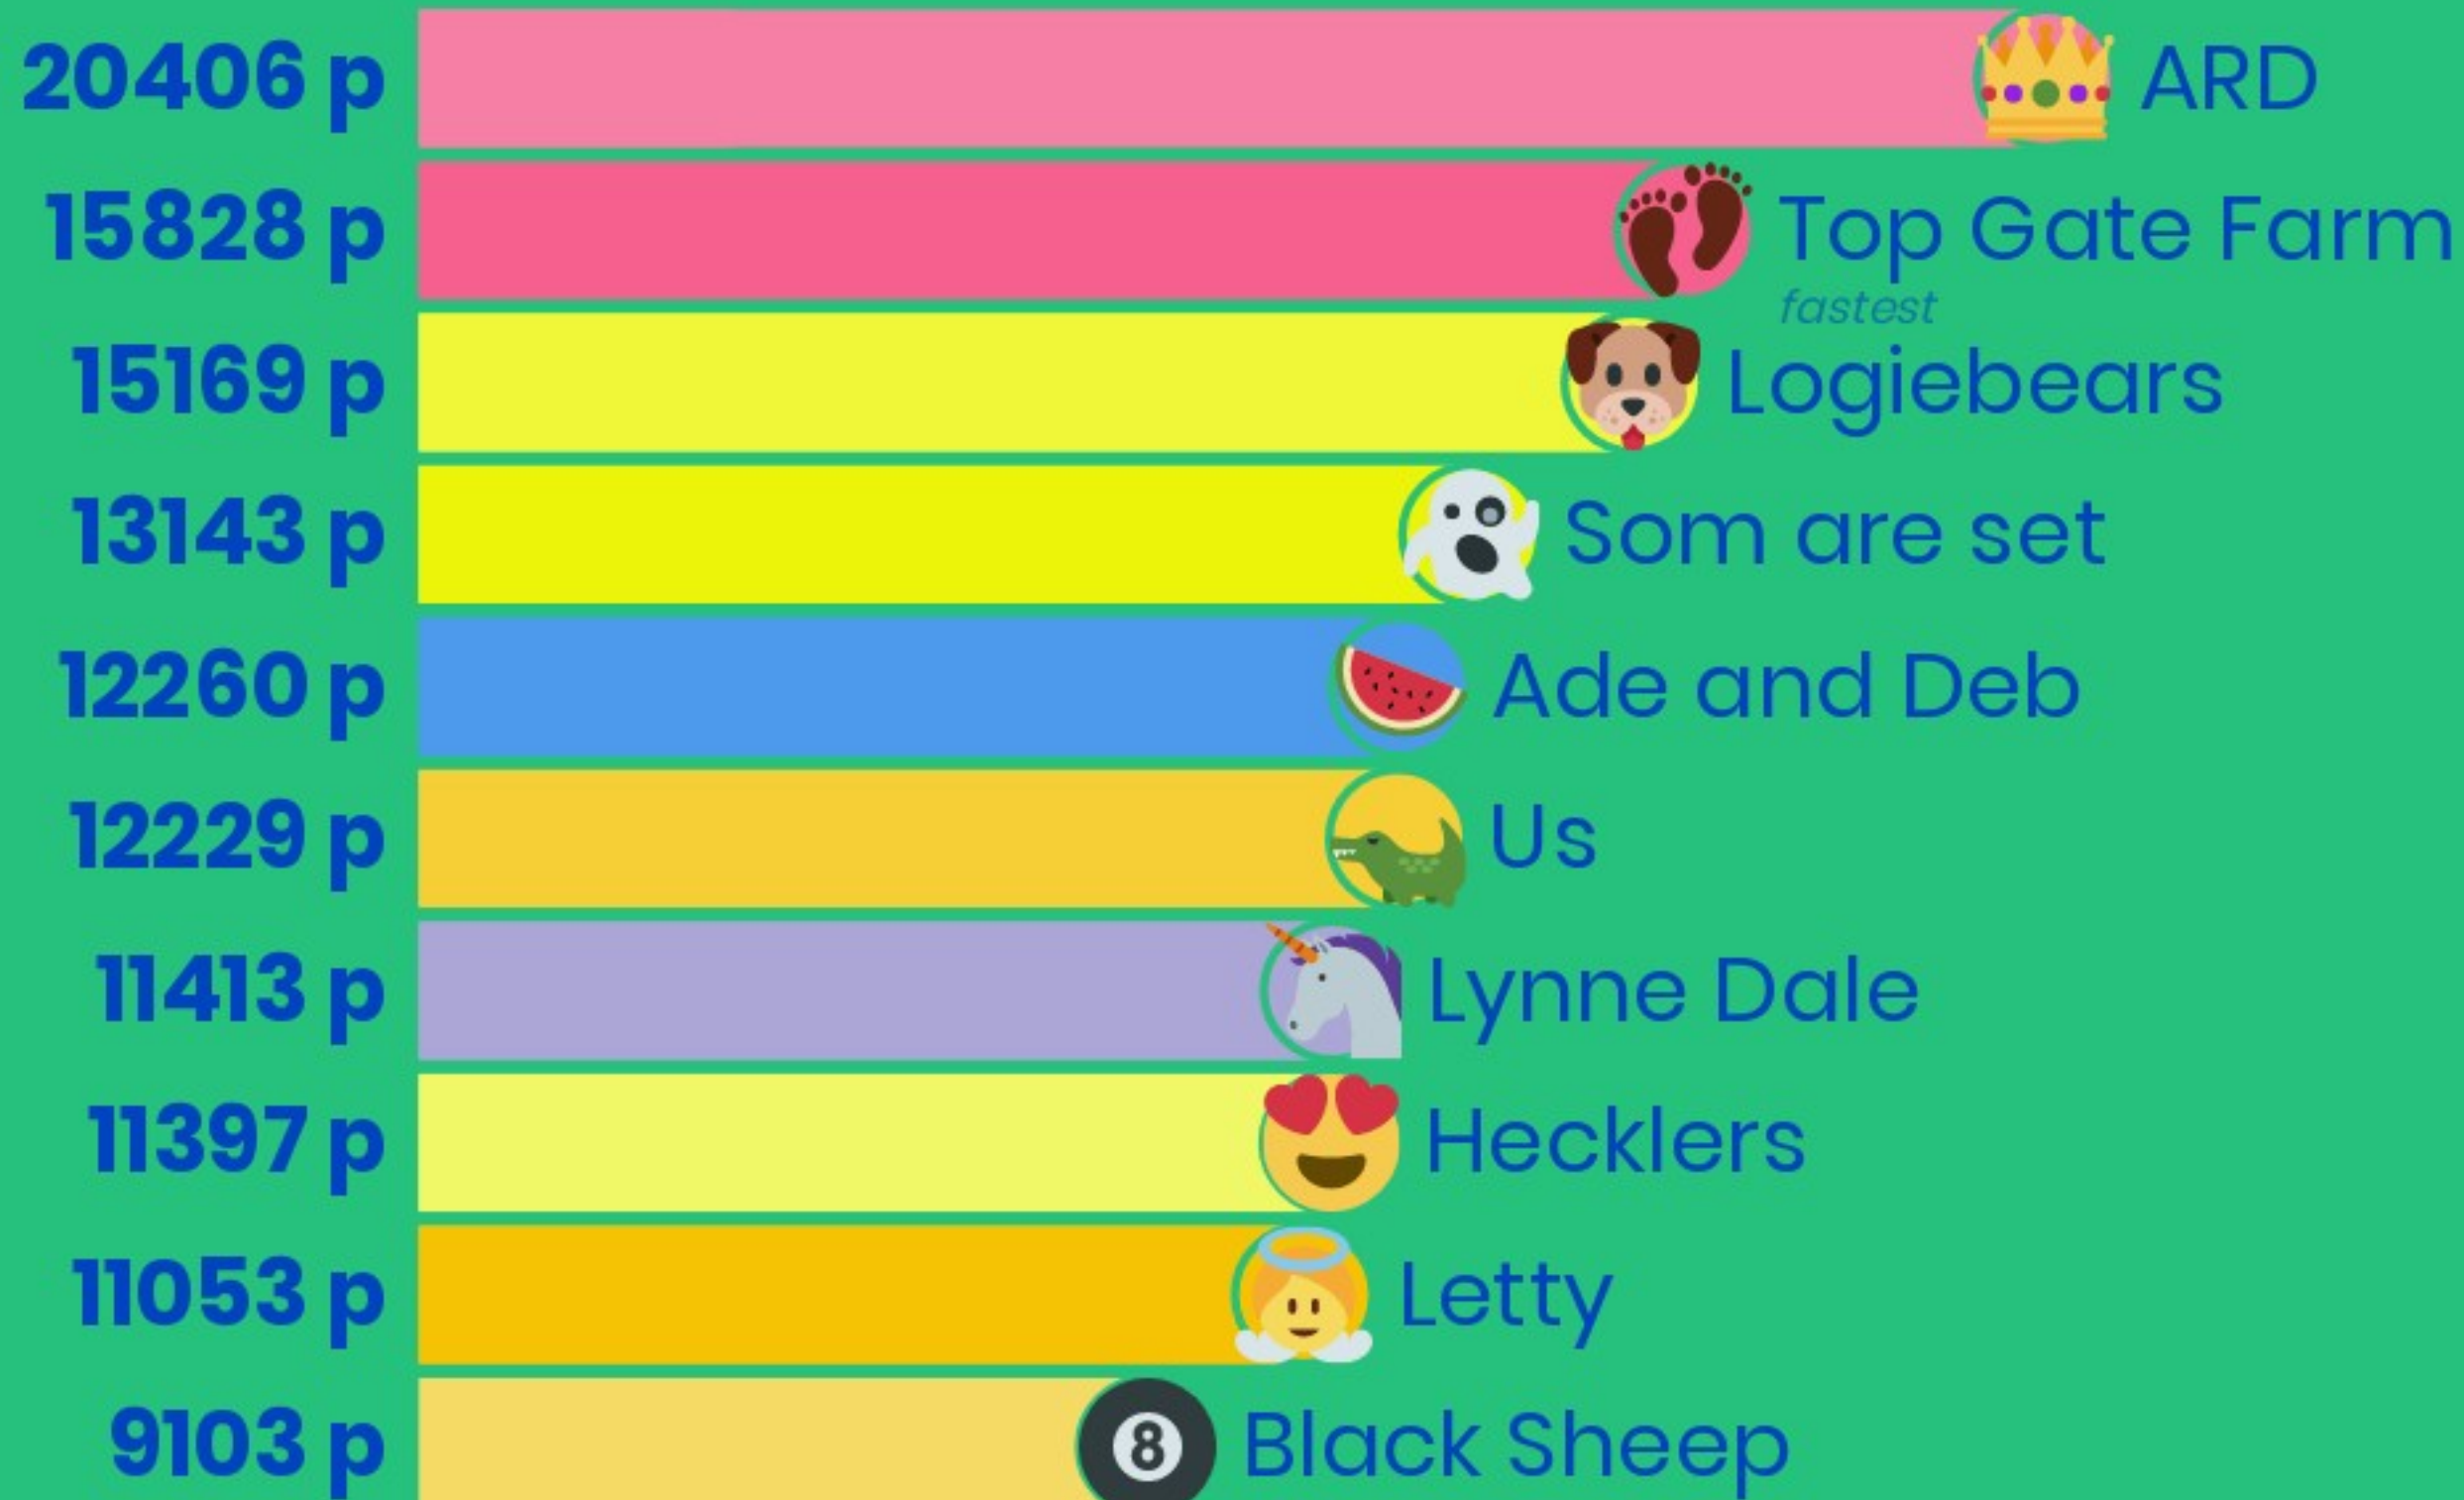 20406 p ARD
15828 p Top Gate Farm
fastest
15169 p Logiebears
13143 p Som are set
12260 p Ade and Deb
12229 p Us
11413 p Lynne Dale
11397 p Hecklers
11053 p Letty
9103 p 8 Black Sheep